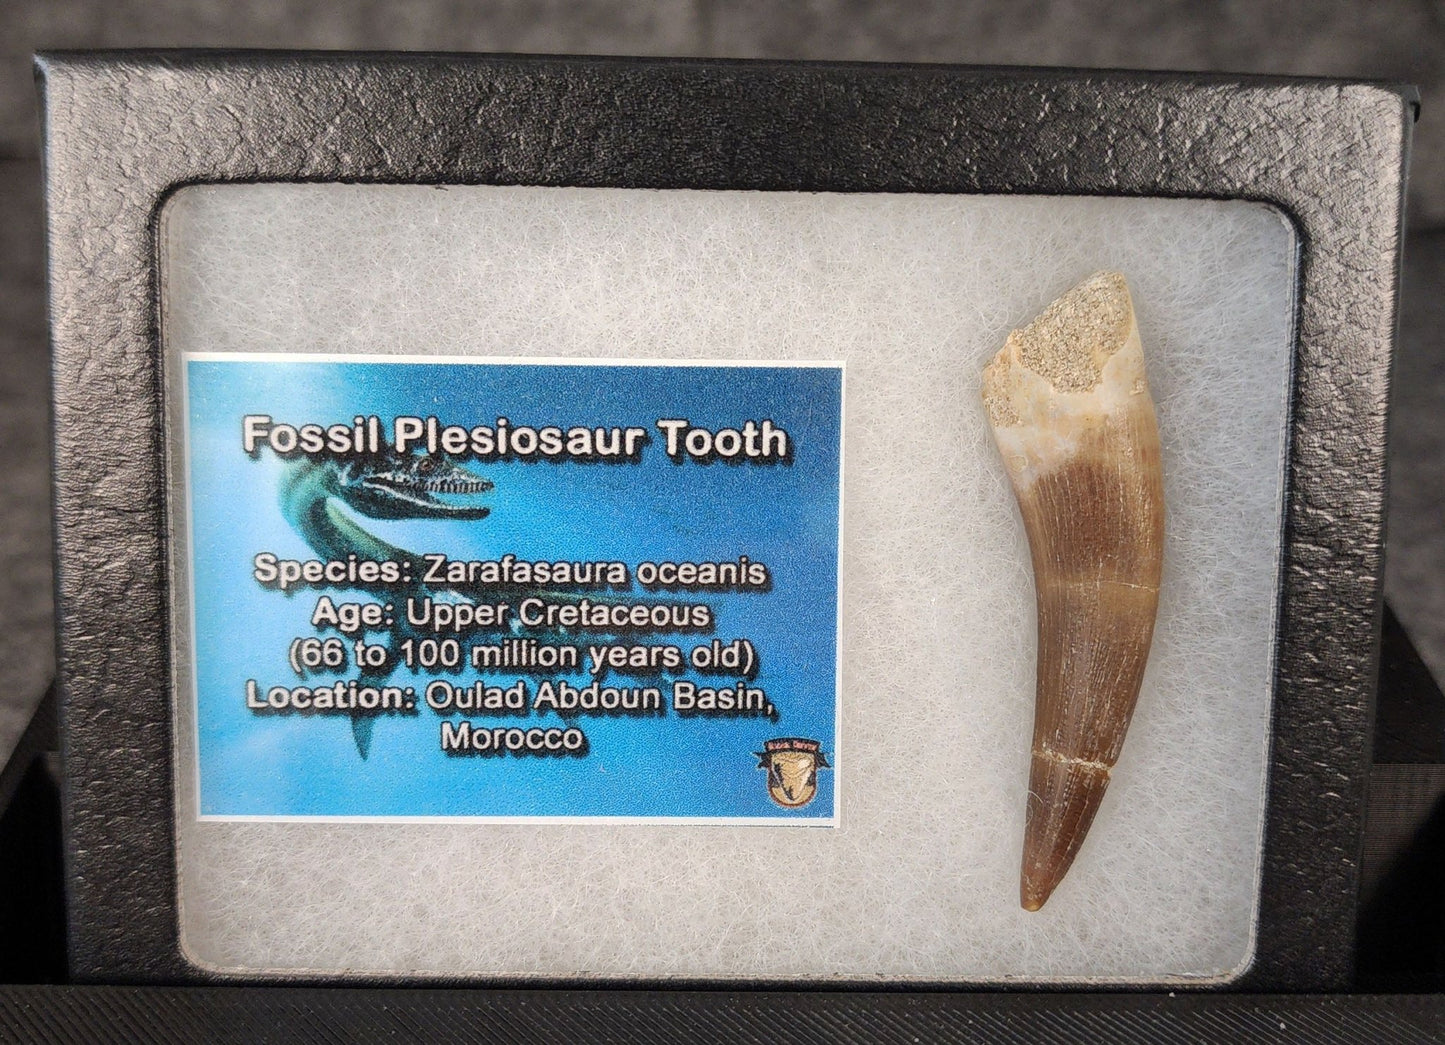 Fossil Plesiosaur Tooth
Species: Zarafasaura oceanis
Age: Upper Cretaceous
(66 to 100 million years old)
Location: Oulad Abdoun Basin,
Morocco